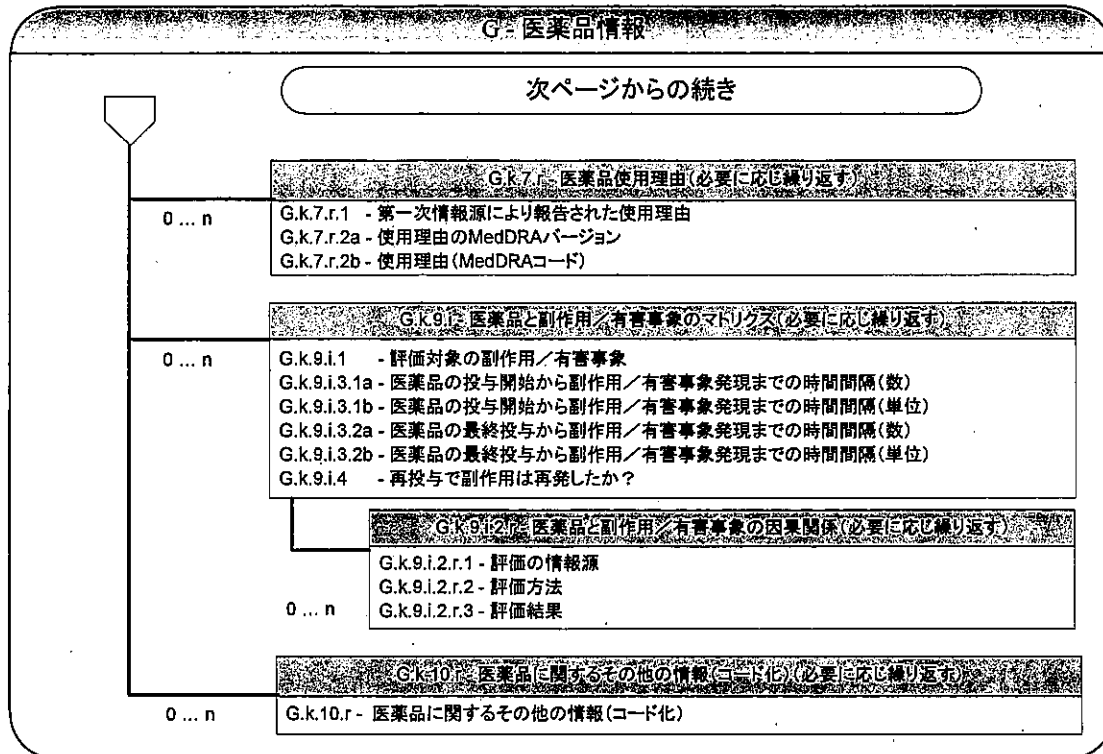 G - 医薬品情報
次ページからの続き
G.k.7.r - 医薬品使用理由(必要に応じ繰り返す)
0 ... n
G.k.7.r.1 - 第一次情報源により報告された使用理由
G.k.7.r.2a - 使用理由のMedDRAバージョン
G.k.7.r.2b - 使用理由(MedDRAコード)
G.k.9.i - 医薬品と副作用/有害事象のマトリクス(必要に応じ繰り返す)
0 ... n
G.k.9.i.1 - 評価対象の副作用/有害事象
G.k.9.i.3.1a - 医薬品の投与開始から副作用/有害事象発現までの時間間隔(数)
G.k.9.i.3.1b - 医薬品の投与開始から副作用/有害事象発現までの時間間隔(単位)
G.k.9.i.3.2a - 医薬品の最終投与から副作用/有害事象発現までの時間間隔(数)
G.k.9.i.3.2b - 医薬品の最終投与から副作用/有害事象発現までの時間間隔(単位)
G.k.9.i.4 - 再投与で副作用は再発したか?
G.k.9.i.2.r - 医薬品と副作用/有害事象の因果関係(必要に応じ繰り返す)
G.k.9.i.2.r.1 - 評価の情報源
G.k.9.i.2.r.2 - 評価方法
0 ... n
G.k.9.i.2.r.3 - 評価結果
G.k.10.r - 医薬品に関するその他の情報(コード化)(必要に応じ繰り返す)
0 ... n
G.k.10.r - 医薬品に関するその他の情報(コード化)